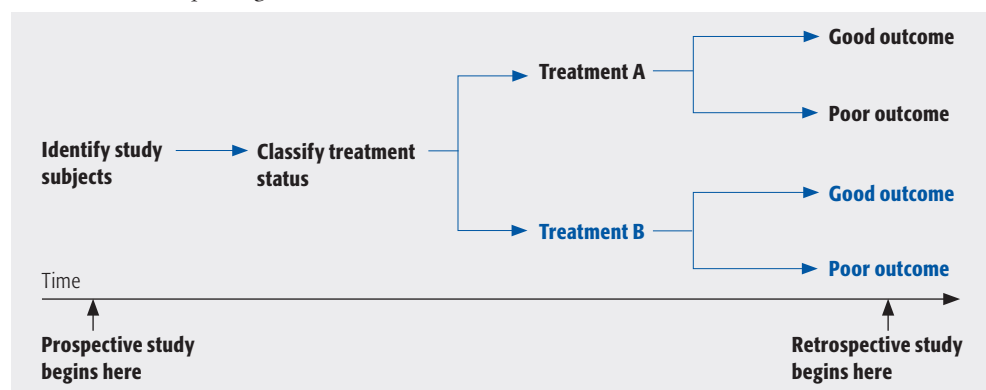 Good outcome
Treatment A
Poor outcome
Identify study
subjects
Classify treatment
status
Good outcome
Treatment B
Poor outcome
Time
Prospective study
begins here
Retrospective study
begins here